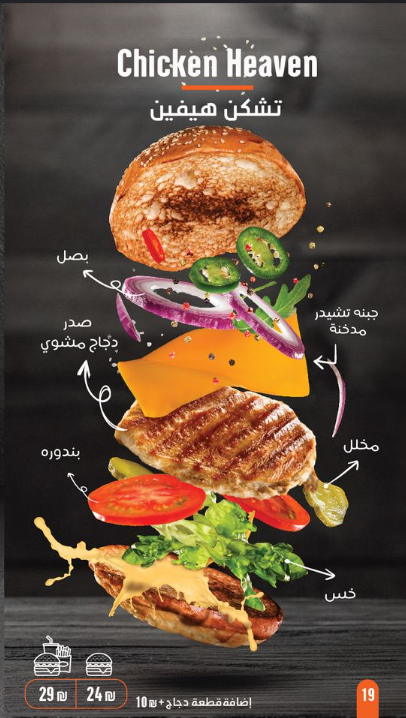 Chicken Heaven
تشكن هيفين
بصل
جبنه تشيدر
مدخنة
صدر
دجاج مشوي
مخلل
بندوره
خس
29 ₪
24 ₪
إضافة قطعة دجاج + 10 ₪
19